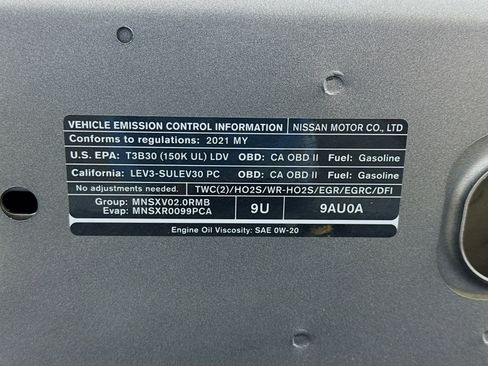 VEHICLE EMISSION CONTROL INFORMATION NISSAN MOTOR CO., LTD
Conforms to regulations: 2021 MY
U.S. EPA: T3B30 (150K UL) LDV OBD: CA OBD II Fuel: Gasoline
California: LEV3-SULEV30 PC OBD: CA OBD II Fuel: Gasoline
No adjustments needed. TWC(2)/HO2S/WR-HO2S/EGR/EGRC/DFI
Group: MNSXV02.0RMB
Evap: MNSXR0099PCA 9U 9AU0A
Engine Oil Viscosity: SAE 0W-20